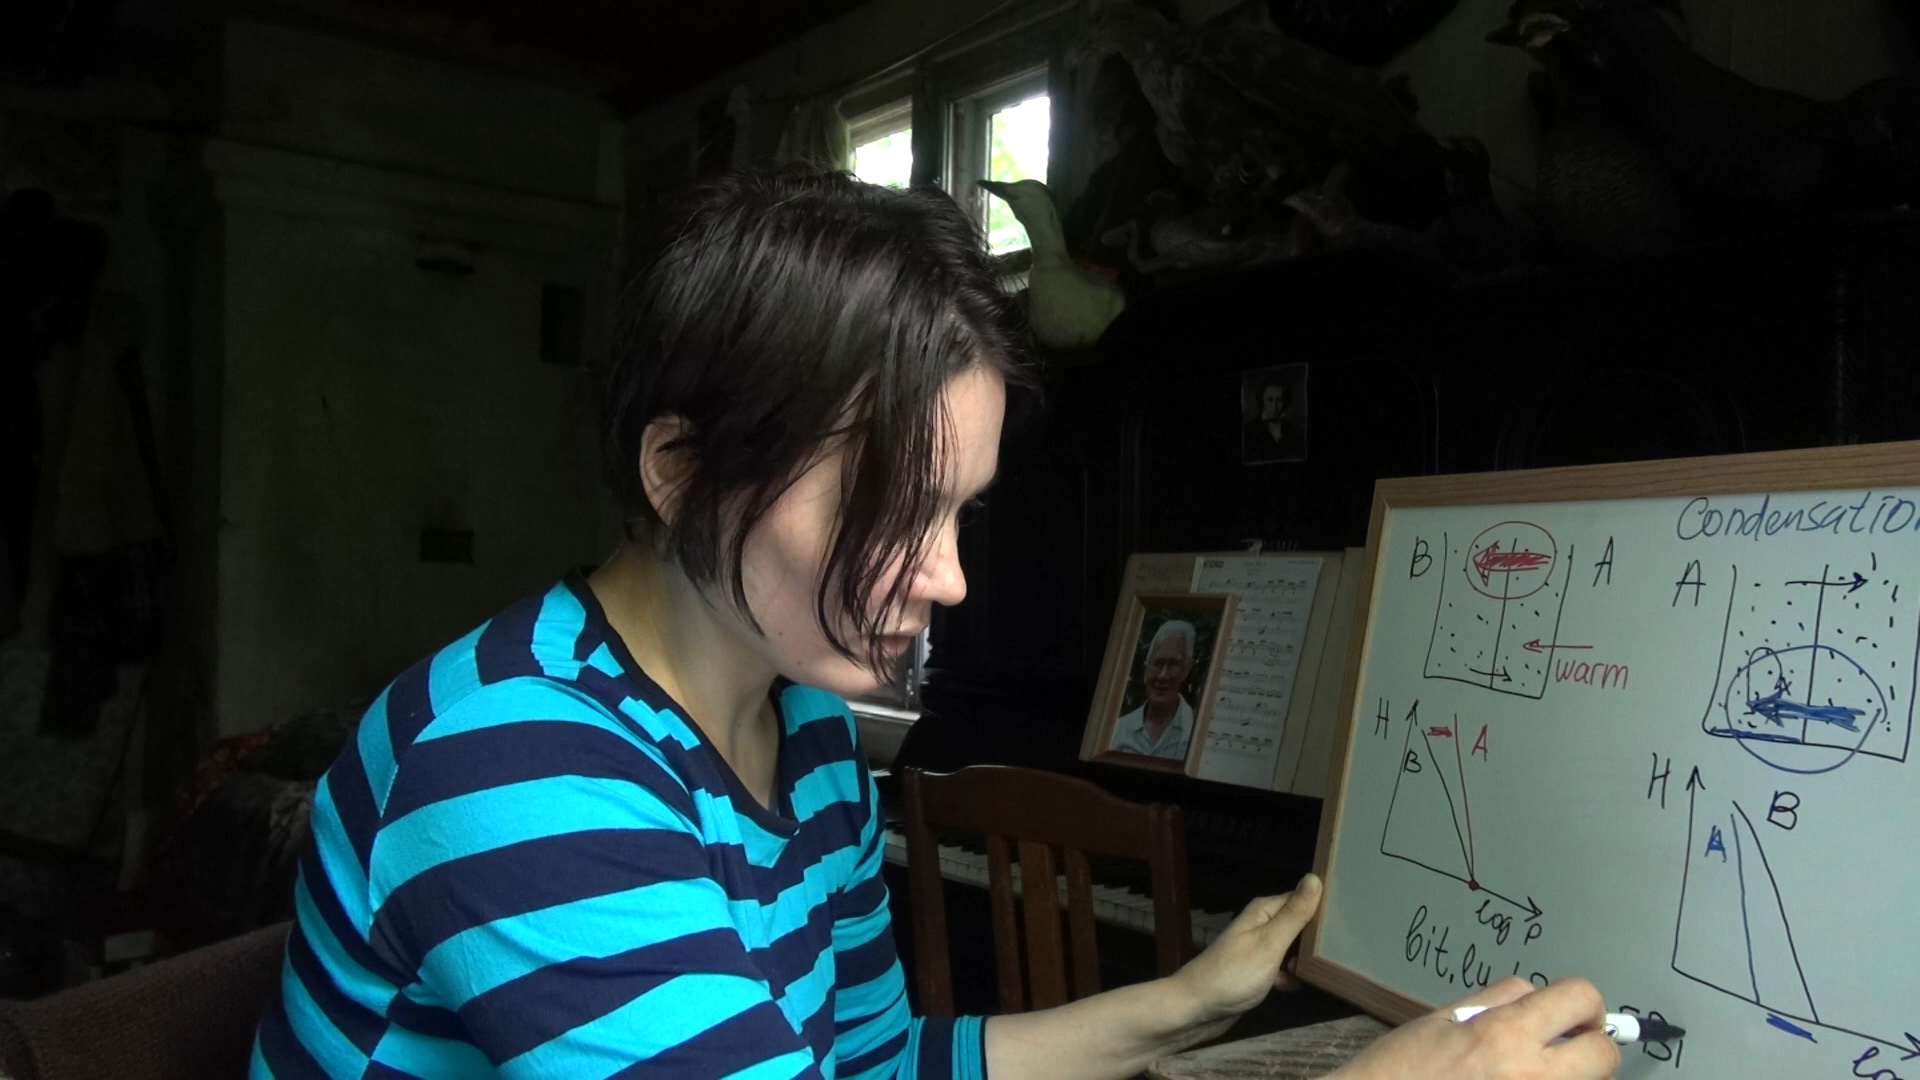 Condensation
B A
A
warm
H
B A
log P
H
A B
bit.ly/